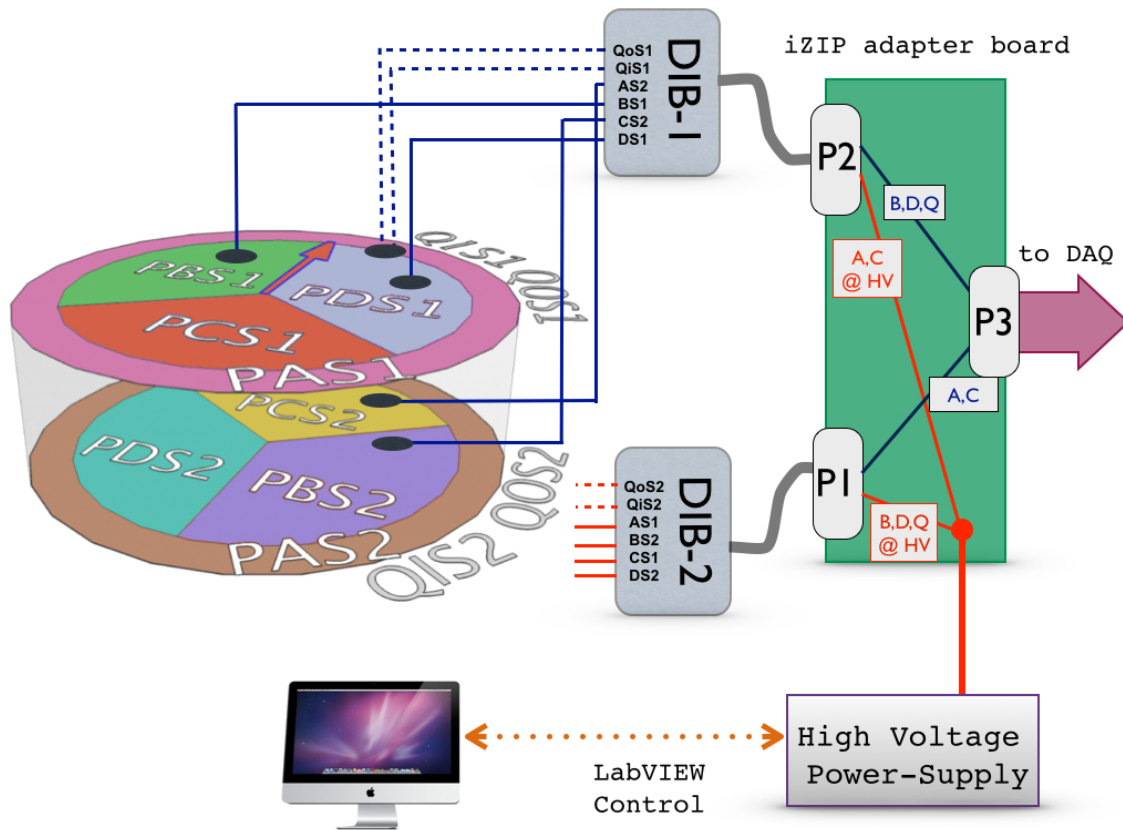 QoS1
QiS1
AS2
BS1
CS2
DS1
DIB-1
iZIP adapter board
P2
B,D,Q
A,C
@ HV
to DAQ
P3
A,C
P1
B,D,Q
@ HV
PBS1
PDS1
PCS1
PAS1
QIS1
QOS1
PCS2
PDS2
PBS2
PAS2
QIS2
QOS2
QoS2
QiS2
AS1
BS2
CS1
DS2
DIB-2
High Voltage
Power-Supply
LabVIEW
Control